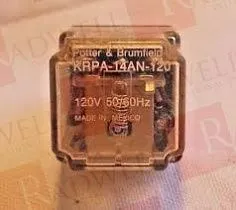 Potter & Brumfield
KRPA-14AN-120
120V 50/60Hz
MADE IN MEXICO